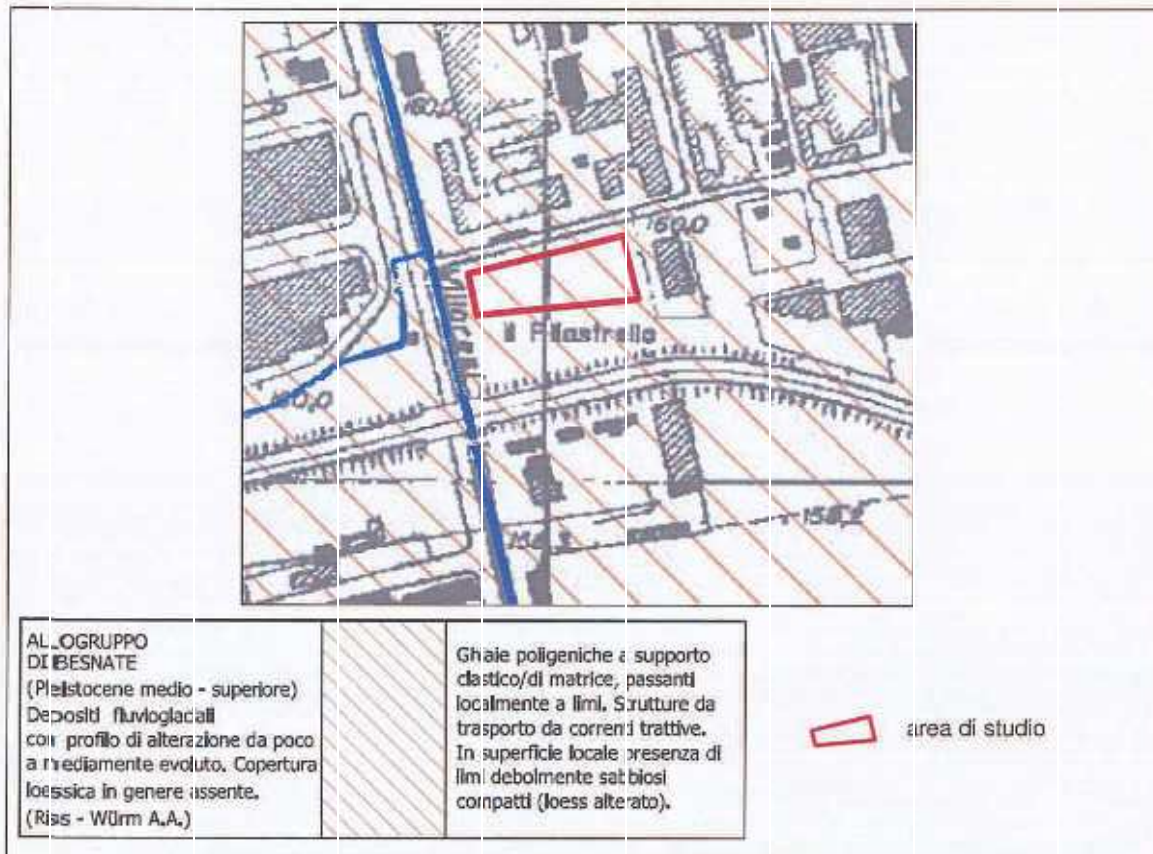 160,0
160,0
Villoresi
Il Pilastrello
160,0
158,2
ALLOGRUPPO
DI BESNATE
(Pleistocene medio - superiore)
Depositi fluvioglaciali
con profilo di alterazione da poco
a mediamente evoluto. Copertura
loessica in genere assente.
(Riss - Würm A.A.)
Ghiaie poligeniche a supporto
clastico/di matrice, passanti
localmente a limi. Strutture da
trasporto da correnti trattive.
In superficie locale presenza di
limi debolmente sabbiosi
compatti (loess alterato).
area di studio